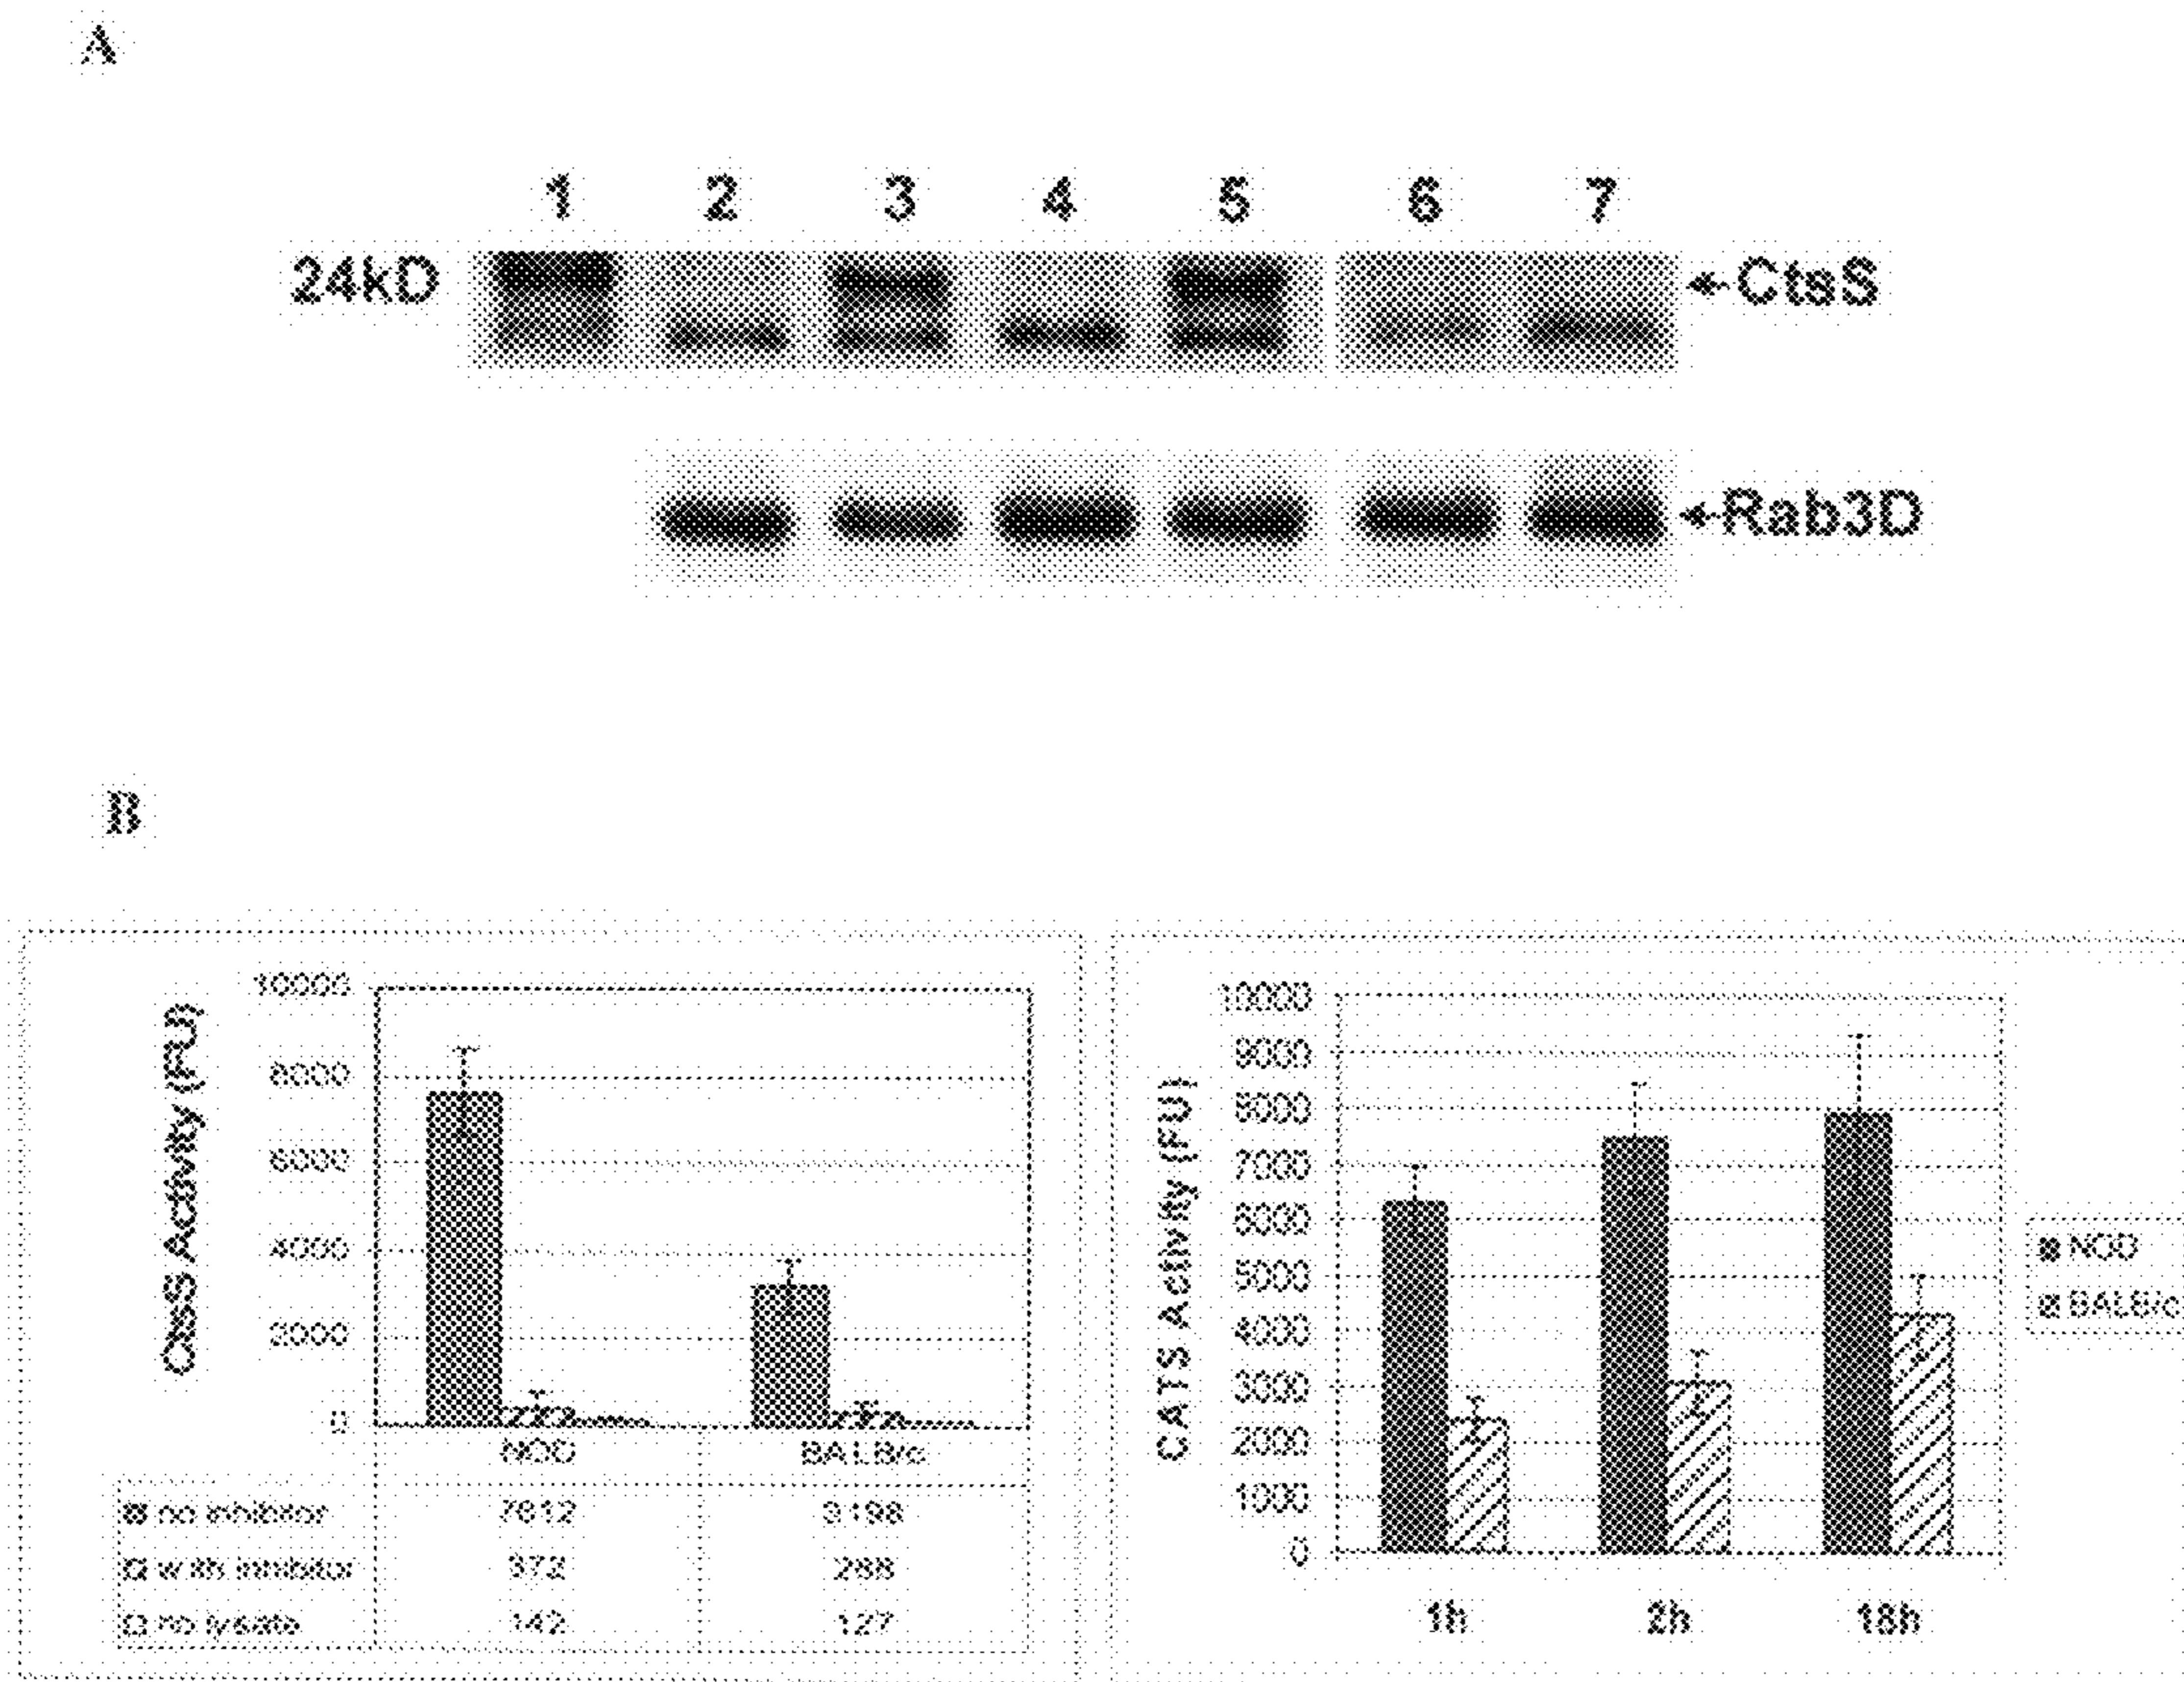 A
1 2 3 4 5 6 7
24kD
CtsS
Rab3D
B
CtsS Activity (FU)
10000
8000
6000
4000
2000
0
NOD BALB/c
no inhibitor 7612 3198
with inhibitor 372 288
no lysate 142 127
CATS Activity (FU)
10000
9000
8000
7000
6000
5000
4000
3000
2000
1000
0
1h 2h 18h
NOD
BALB/c